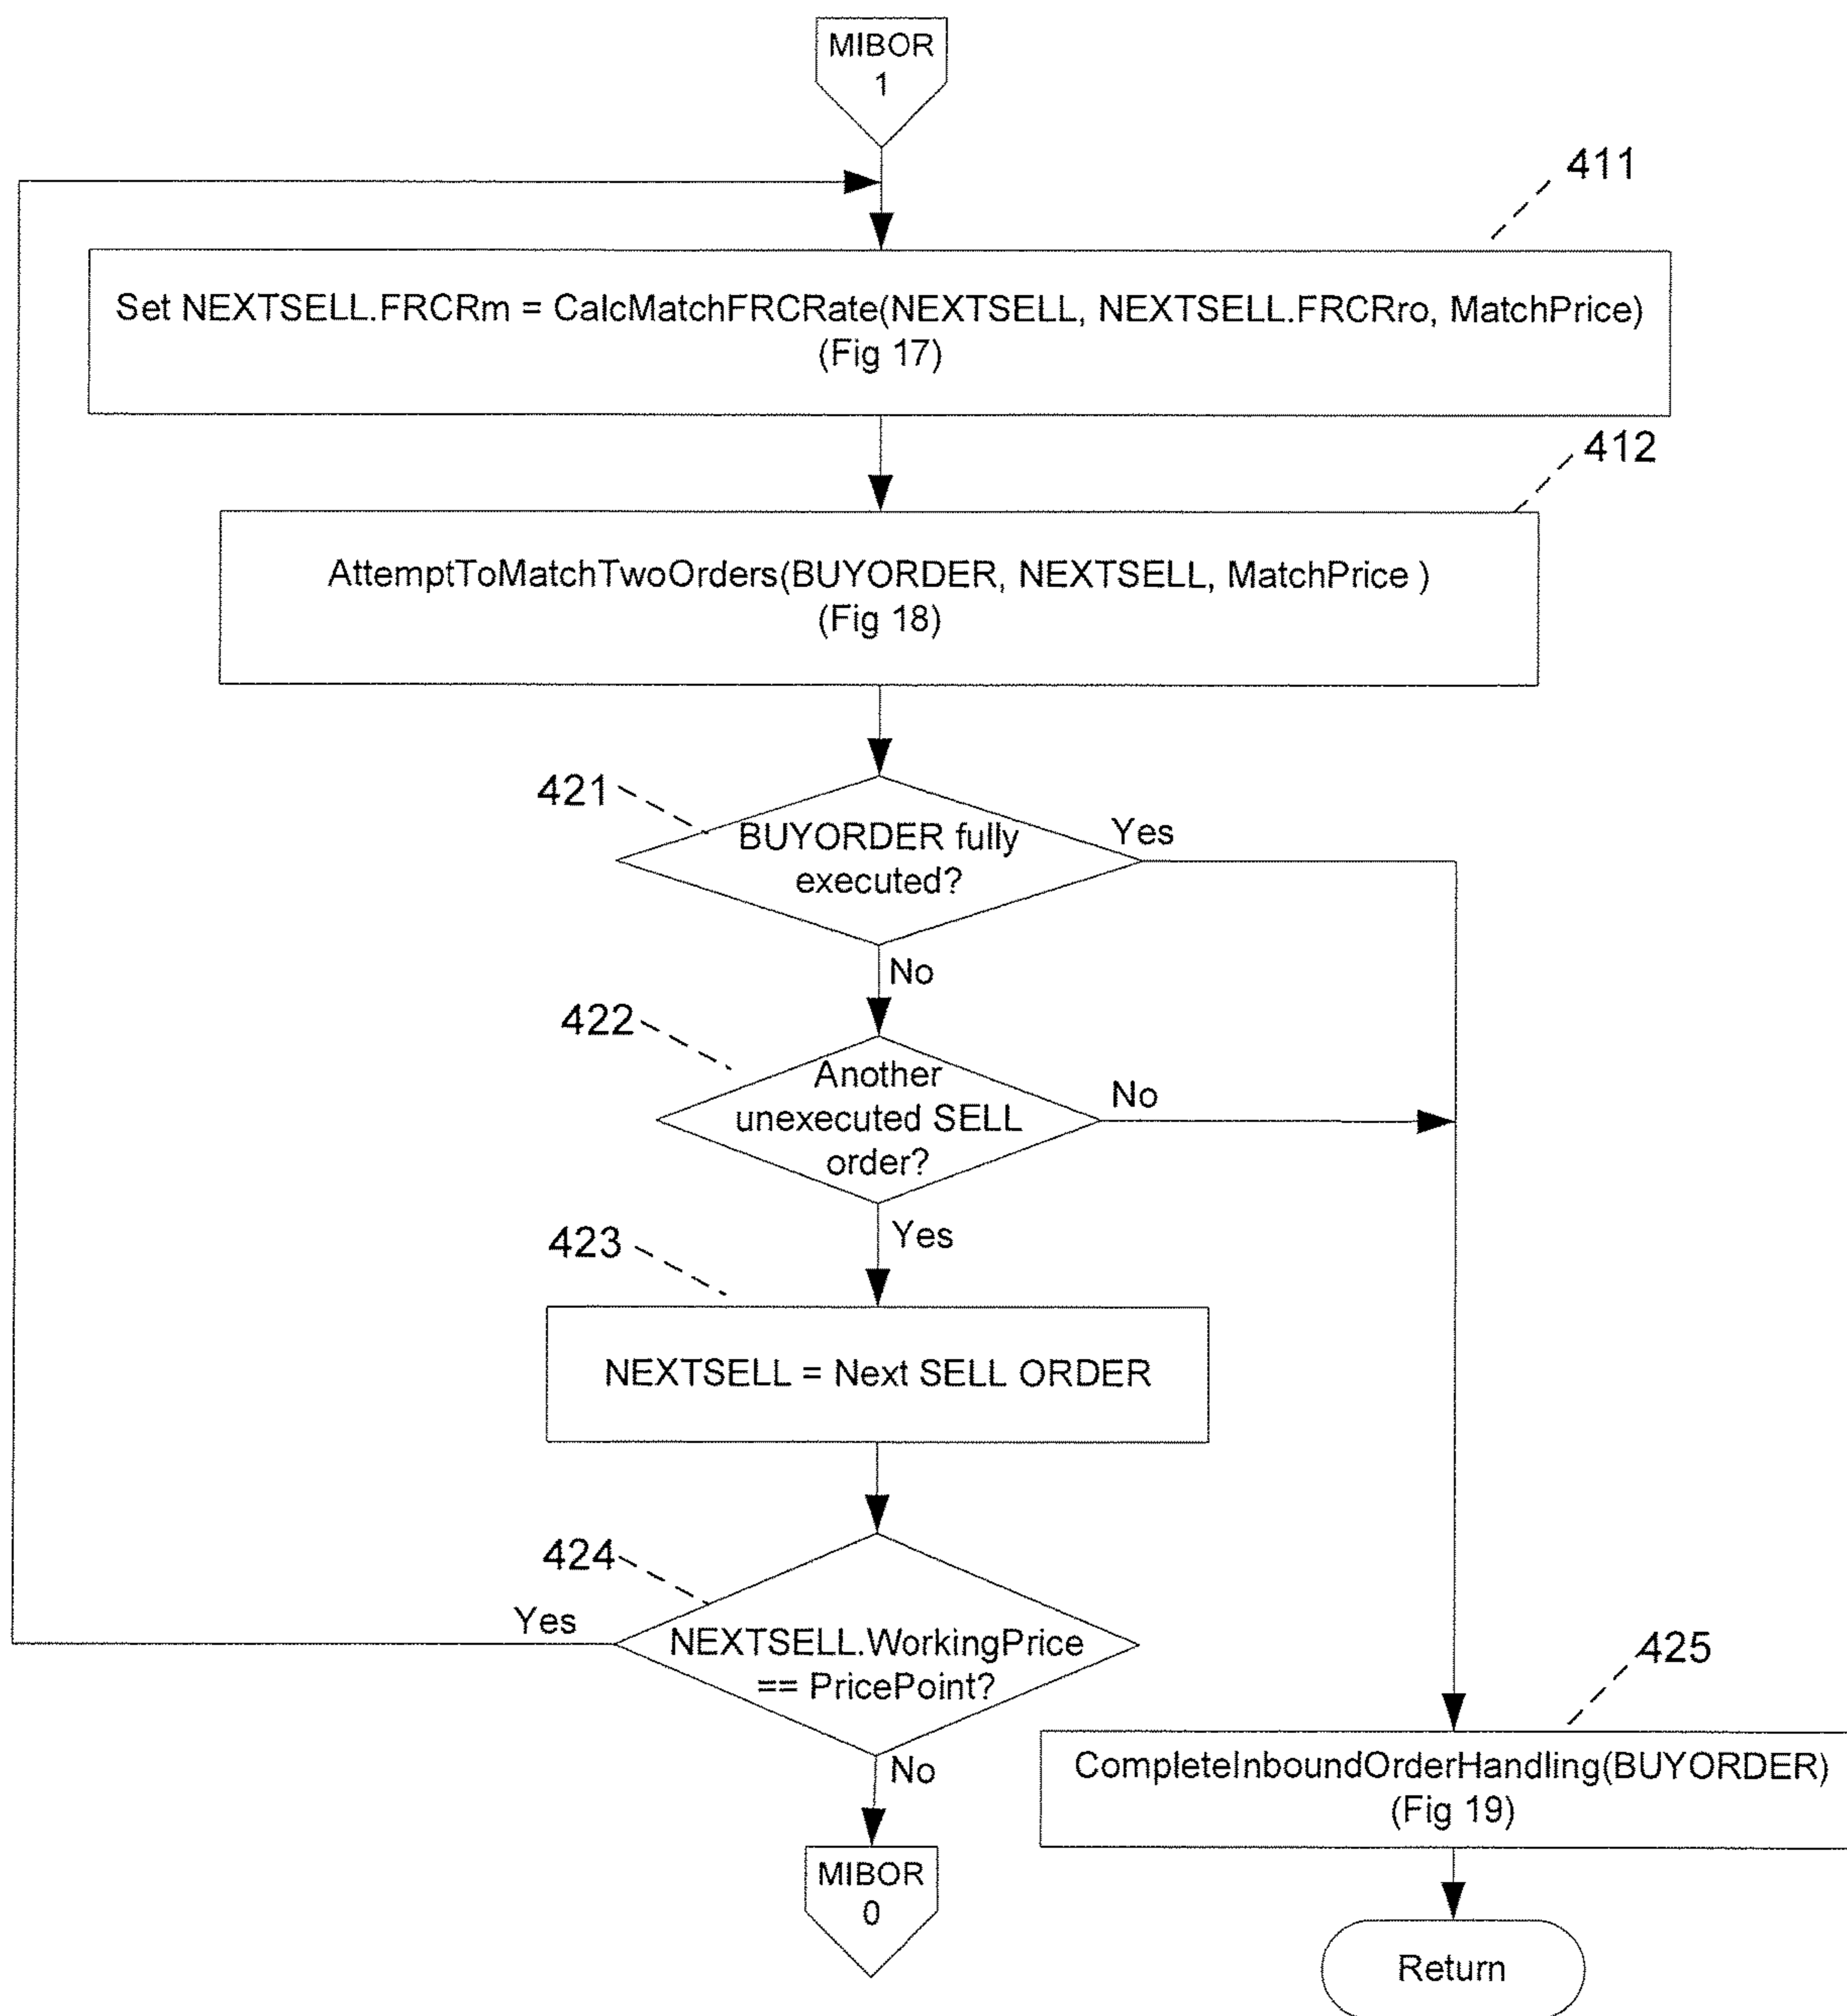 MIBOR
1
411
Set NEXTSELL.FRCRm = CalcMatchFRCRate(NEXTSELL, NEXTSELL.FRCRro, MatchPrice)
(Fig 17)
412
AttemptToMatchTwoOrders(BUYORDER, NEXTSELL, MatchPrice )
(Fig 18)
421
BUYORDER fully
executed?
Yes
No
422
Another
unexecuted SELL
order?
No
Yes
423
NEXTSELL = Next SELL ORDER
424
Yes
NEXTSELL.WorkingPrice
== PricePoint?
No
425
CompleteInboundOrderHandling(BUYORDER)
(Fig 19)
MIBOR
0
Return